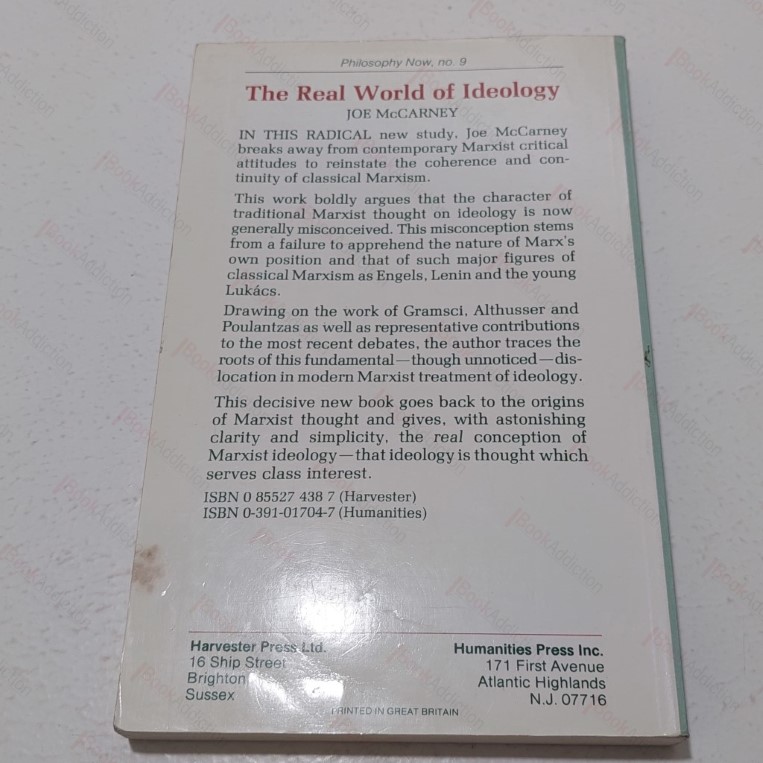 Philosophy Now, no. 9
The Real World of Ideology
JOE McCARNEY
IN THIS RADICAL new study, Joe McCarney
breaks away from contemporary Marxist critical
attitudes to reinstate the coherence and con-
tinuity of classical Marxism.
This work boldly argues that the character of
traditional Marxist thought on ideology is now
generally misconceived. This misconception stems
from a failure to apprehend the nature of Marx's
own position and that of such major figures of
classical Marxism as Engels, Lenin and the young
Lukács.
Drawing on the work of Gramsci, Althusser and
Poulantzas as well as representative contributions
to the most recent debates, the author traces the
roots of this fundamental—though unnoticed—dis-
location in modern Marxist treatment of ideology.
This decisive new book goes back to the origins
of Marxist thought and gives, with astonishing
clarity and simplicity, the real conception of
Marxist ideology—that ideology is thought which
serves class interest.
ISBN 0 85527 438 7 (Harvester)
ISBN 0-391-01704-7 (Humanities)
Harvester Press Ltd.
16 Ship Street
Brighton
Sussex
Humanities Press Inc.
171 First Avenue
Atlantic Highlands
N.J. 07716
PRINTED IN GREAT BRITAIN
BookAddiction